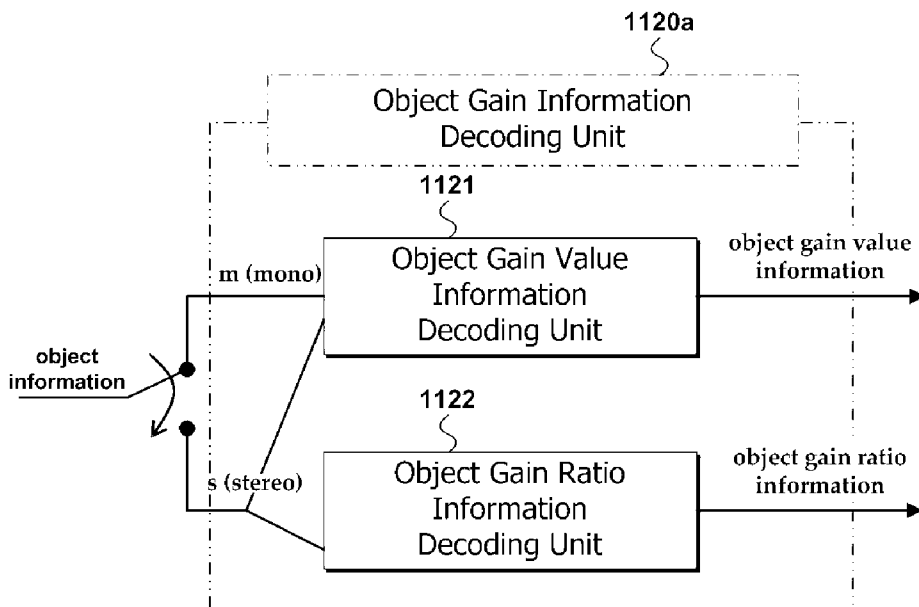 1120a
Object Gain Information
Decoding Unit
1121
Object Gain Value
Information
Decoding Unit
m (mono)
object gain value
information
object
information
1122
Object Gain Ratio
Information
Decoding Unit
s (stereo)
object gain ratio
information